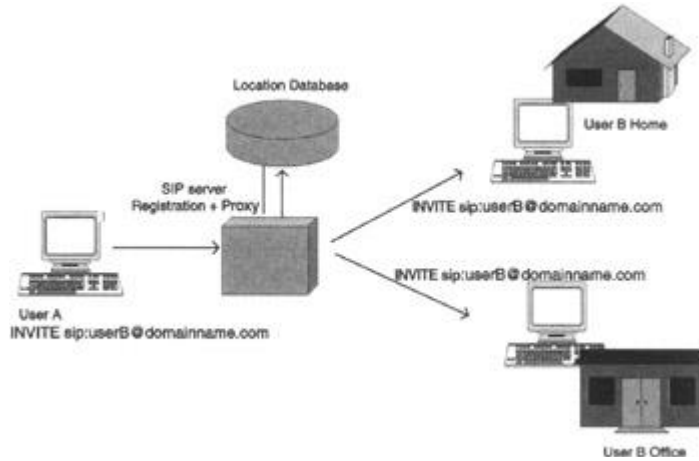 Location Database
User B Home
SIP server
Registration + Proxy
INVITE sip:userB@domainname.com
INVITE sip:userB@domainname.com
User A
INVITE sip:userB@domainname.com
User B Office